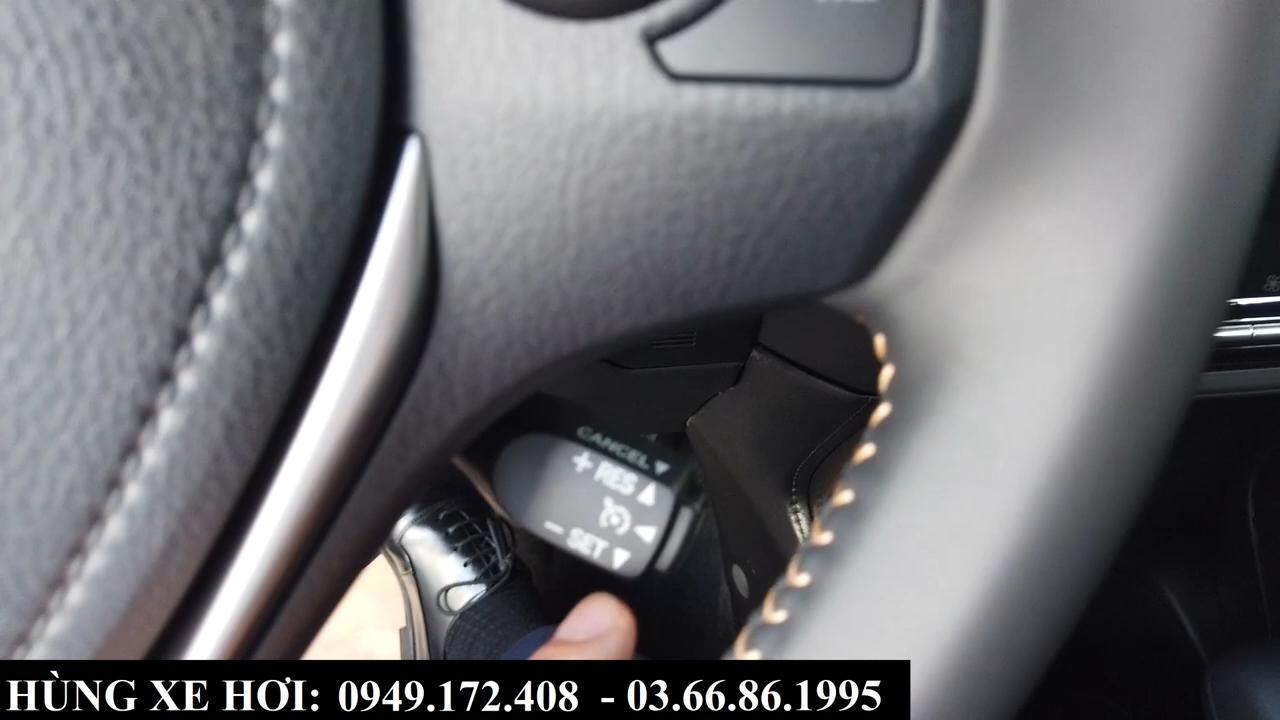 CANCEL ▼
+ RES ▲
◄
− SET ▼
HÙNG XE HƠI: 0949.172.408 - 03.66.86.1995